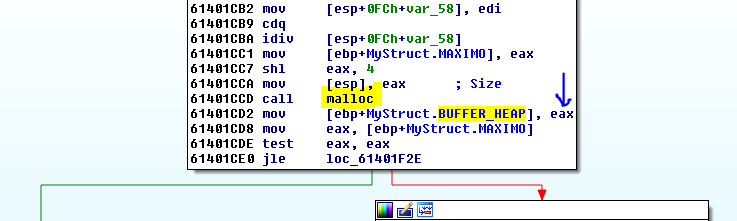 61401CB2 mov [esp+0FCh+var_58], edi
61401CB9 cdq
61401CBA idiv [esp+0FCh+var_58]
61401CC1 mov [ebp+MyStruct.MAXIMO], eax
61401CC7 shl eax, 4
61401CCA mov [esp], eax ; Size
61401CCD call malloc
61401CD2 mov [ebp+MyStruct.BUFFER_HEAP], eax
61401CD8 mov eax, [ebp+MyStruct.MAXIMO]
61401CDE test eax, eax
61401CE0 jle loc_61401F2E